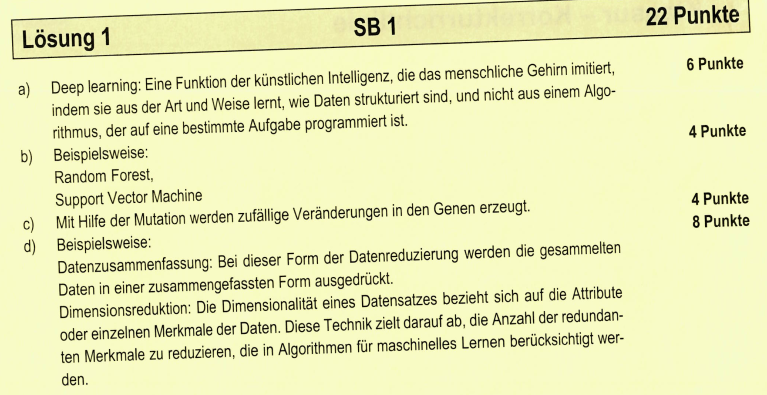 Lösung 1 SB 1 22 Punkte
a) Deep learning: Eine Funktion der künstlichen Intelligenz, die das menschliche Gehirn imitiert, 6 Punkte
indem sie aus der Art und Weise lernt, wie Daten strukturiert sind, und nicht aus einem Algo-
rithmus, der auf eine bestimmte Aufgabe programmiert ist.
b) Beispielsweise: 4 Punkte
Random Forest,
Support Vector Machine
c) Mit Hilfe der Mutation werden zufällige Veränderungen in den Genen erzeugt. 4 Punkte
d) Beispielsweise: 8 Punkte
Datenzusammenfassung: Bei dieser Form der Datenreduzierung werden die gesammelten
Daten in einer zusammengefassten Form ausgedrückt.
Dimensionsreduktion: Die Dimensionalität eines Datensatzes bezieht sich auf die Attribute
oder einzelnen Merkmale der Daten. Diese Technik zielt darauf ab, die Anzahl der redundan-
ten Merkmale zu reduzieren, die in Algorithmen für maschinelles Lernen berücksichtigt wer-
den.